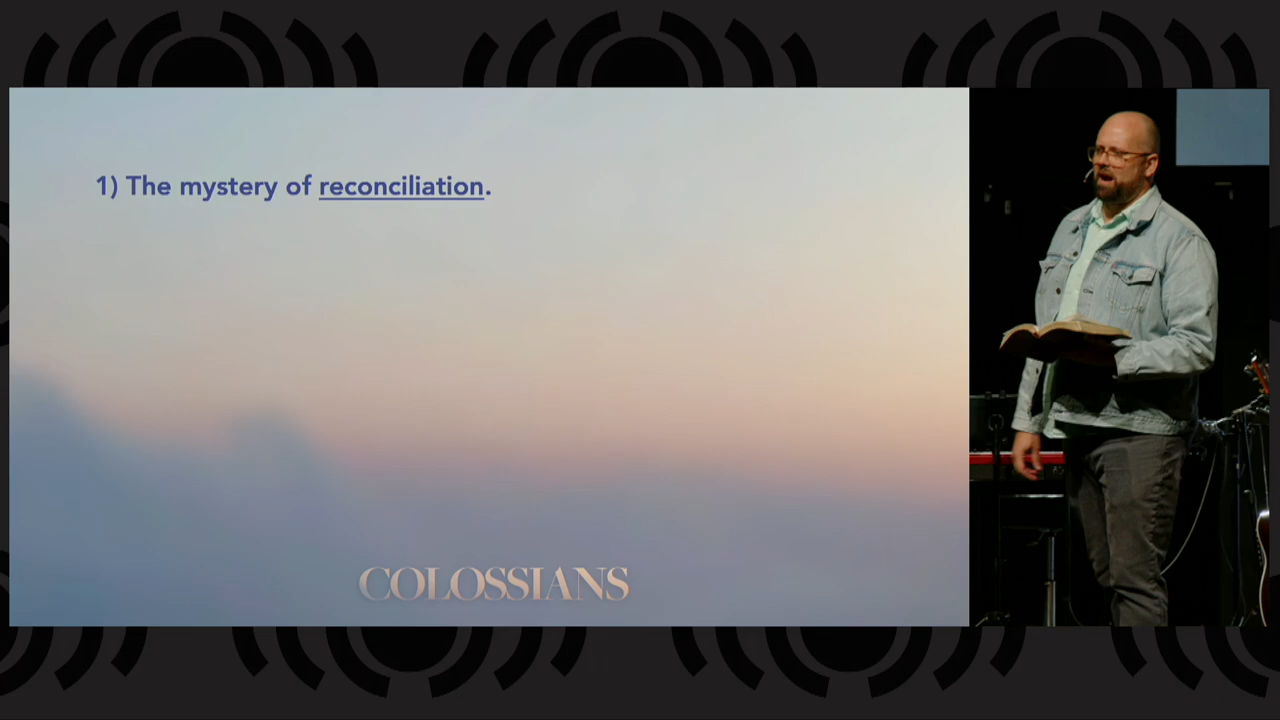 1) The mystery of reconciliation.
COLOSSIANS